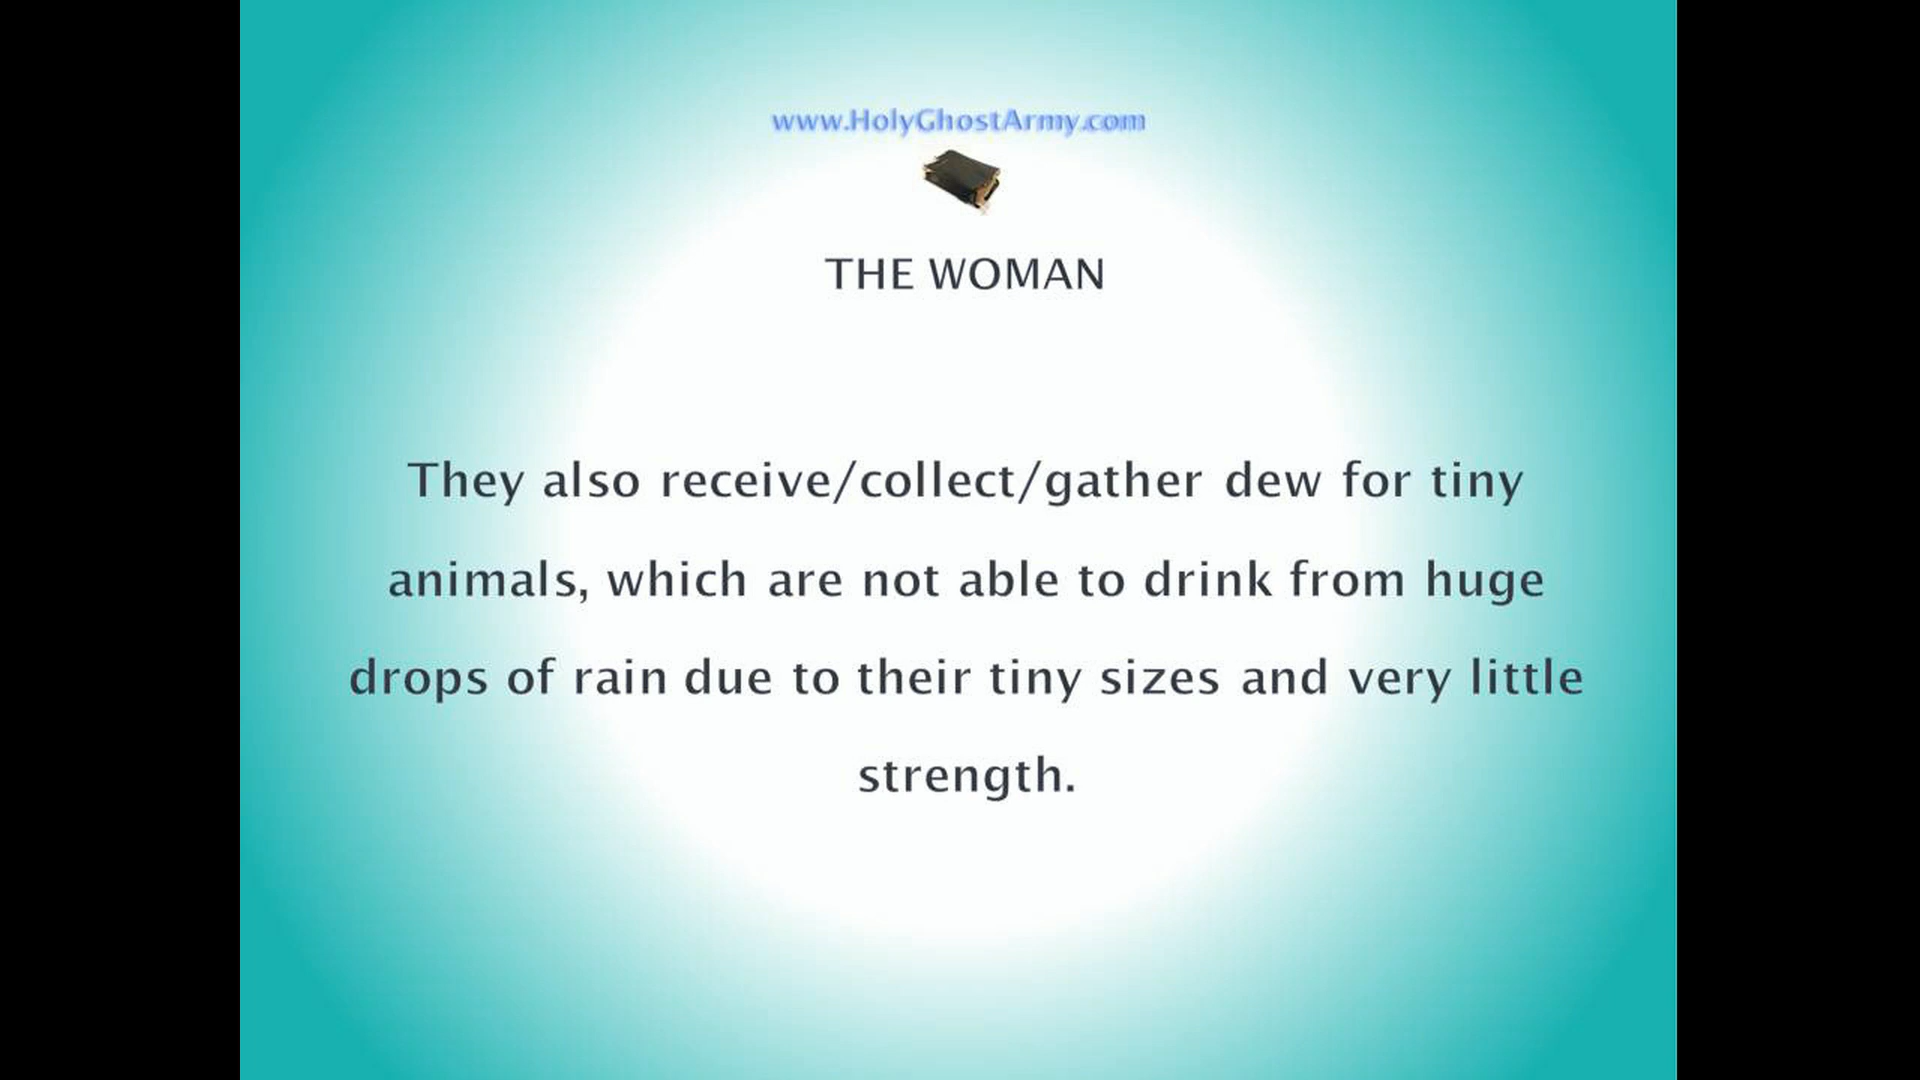 www.HolyGhostArmy.com
THE WOMAN
They also receive/collect/gather dew for tiny
animals, which are not able to drink from huge
drops of rain due to their tiny sizes and very little
strength.